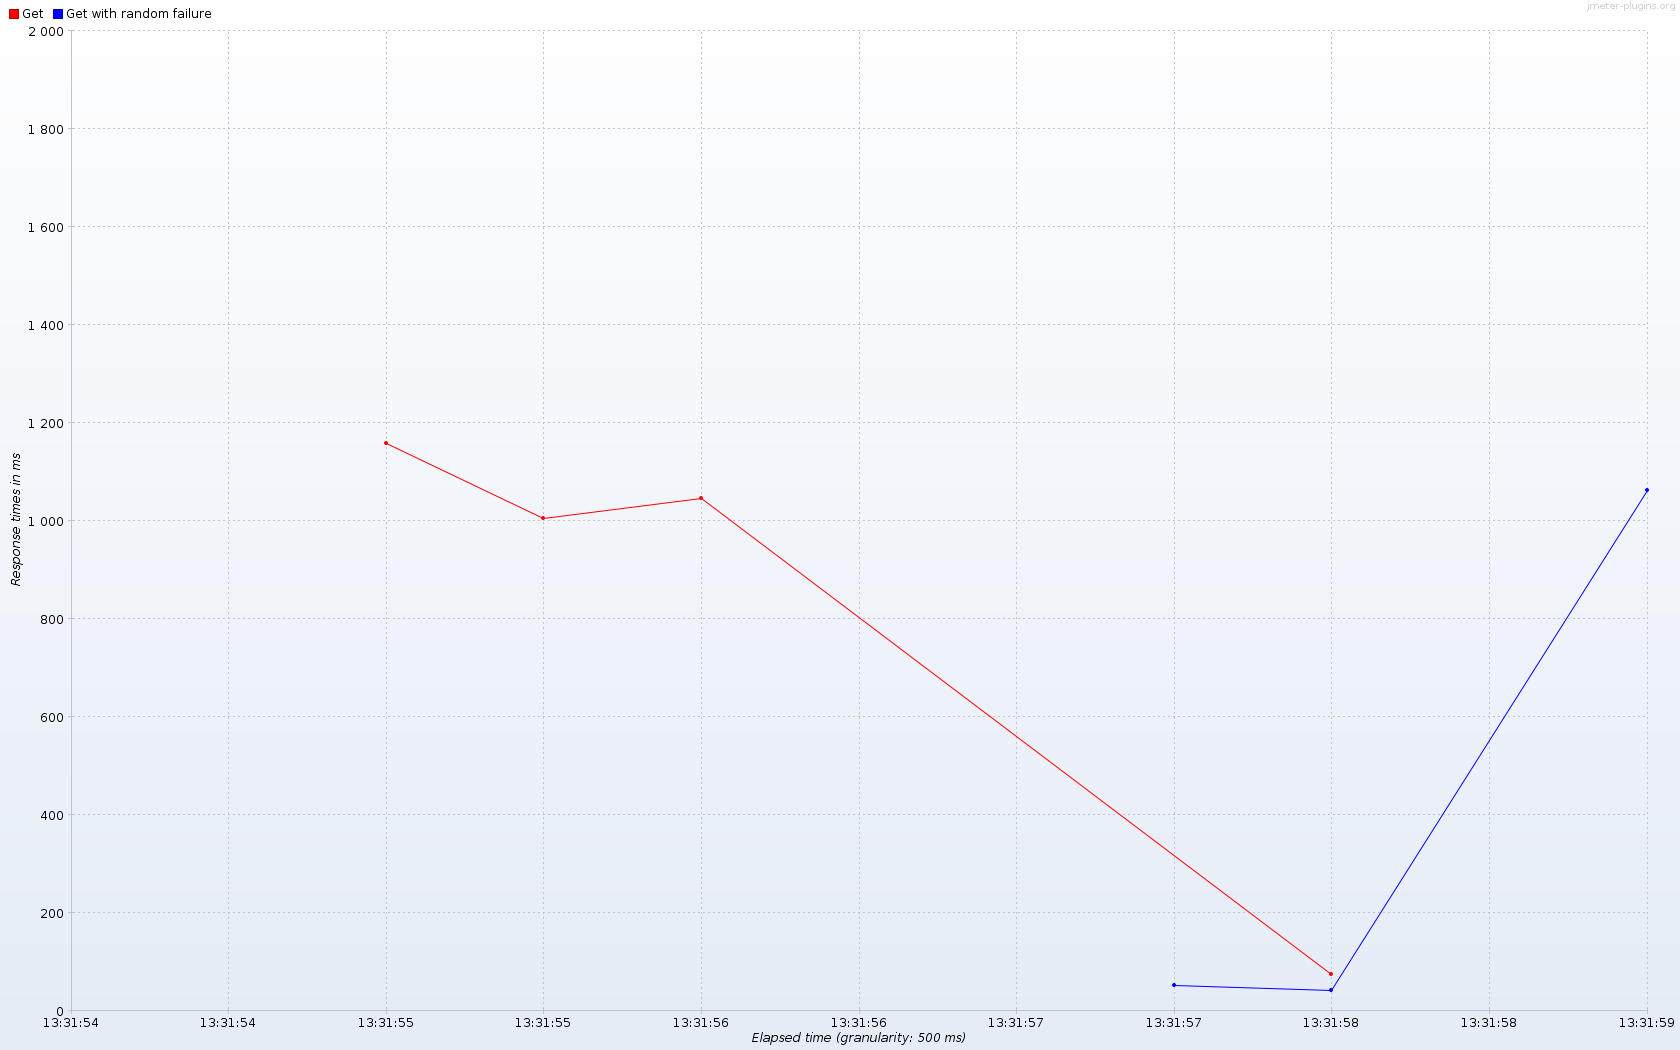 Get Get with random failure
jmeter-plugins.org
2 000
1 800
1 600
1 400
1 200
1 000
800
600
400
200
0
Response times in ms
13:31:54 13:31:54 13:31:55 13:31:55 13:31:56 13:31:56 13:31:57 13:31:57 13:31:58 13:31:58 13:31:59
Elapsed time (granularity: 500 ms)